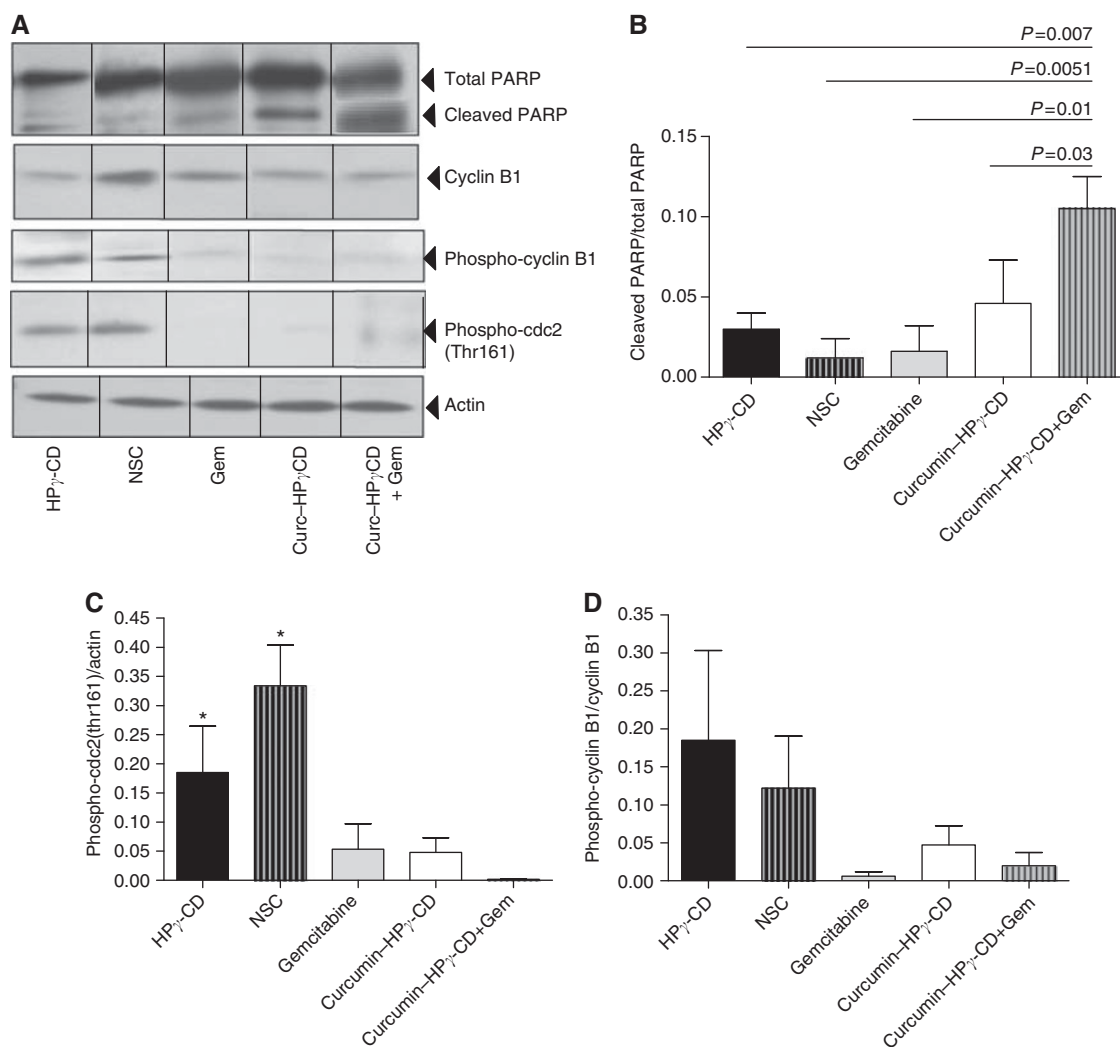 A
Total PARP
Cleaved PARP
Cyclin B1
Phospho-cyclin B1
Phospho-cdc2
(Thr161)
Actin
HPγ-CD
NSC
Gem
Curc–HPγCD
Curc–HPγCD
+ Gem
B
P=0.007
P=0.0051
P=0.01
P=0.03
Cleaved PARP/total PARP
0.15
0.10
0.05
0.00
HPγ-CD
NSC
Gemcitabine
Curcumin–HPγ-CD
Curcumin–HPγ-CD+Gem
C
Phospho-cdc2(thr161)/actin
0.45
0.40
0.35
0.30
0.25
0.20
0.15
0.10
0.05
0.00
*
*
HPγ-CD
NSC
Gemcitabine
Curcumin–HPγ-CD
Curcumin–HPγ-CD+Gem
D
Phospho-cyclin B1/cyclin B1
0.35
0.30
0.25
0.20
0.15
0.10
0.05
0.00
HPγ-CD
NSC
Gemcitabine
Curcumin–HPγ-CD
Curcumin–HPγ-CD+Gem